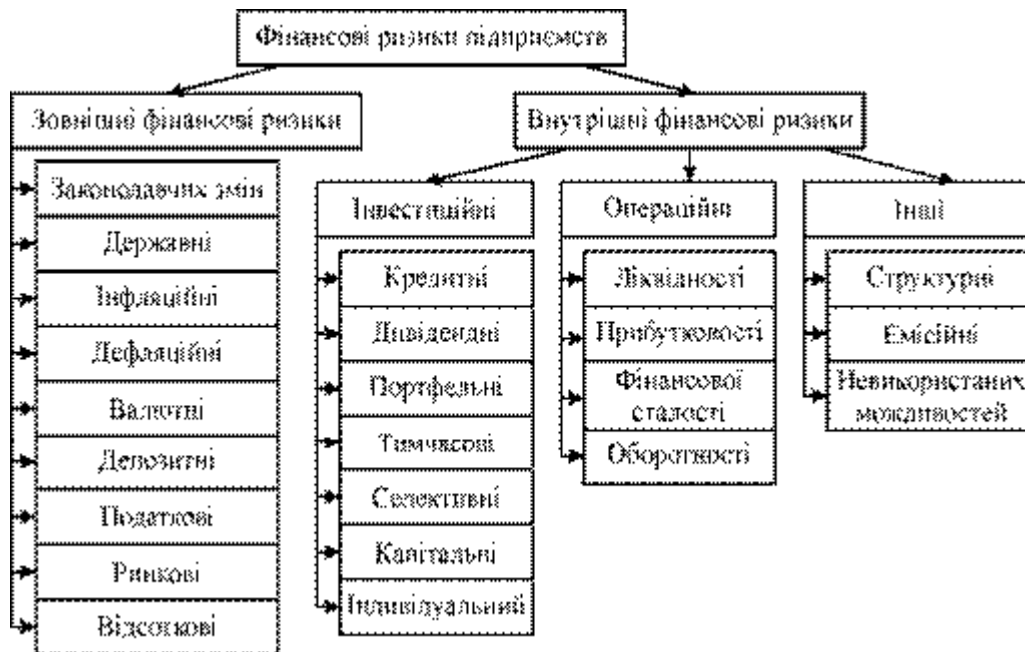 Фінансові ризики підприємств
Зовнішні фінансові ризики
Законодавчих змін
Державні
Інфляційні
Дефляційні
Валютні
Депозитні
Податкові
Ринкові
Відсоткові
Внутрішні фінансові ризики
Інвестиційні
Кредитні
Дивідендні
Портфельні
Тимчасові
Селективні
Капітальні
Індивідуальний
Операційні
Ліквідності
Прибутковості
Фінансової
сталості
Оборотності
Інші
Структурні
Емісійні
Невикористаних
можливостей